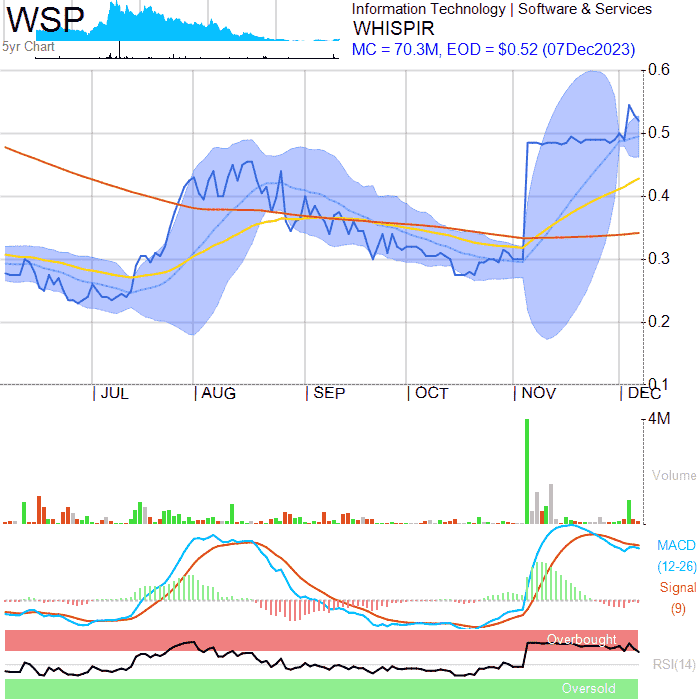 WSP
5yr Chart
Information Technology | Software & Services
WHISPIR
MC = 70.3M, EOD = $0.52 (07Dec2023)
0.6
0.5
0.4
0.3
0.2
0.1
JUL AUG SEP OCT NOV DEC
4M
Volume
MACD
(12-26)
Signal
(9)
Overbought
RSI(14)
Oversold